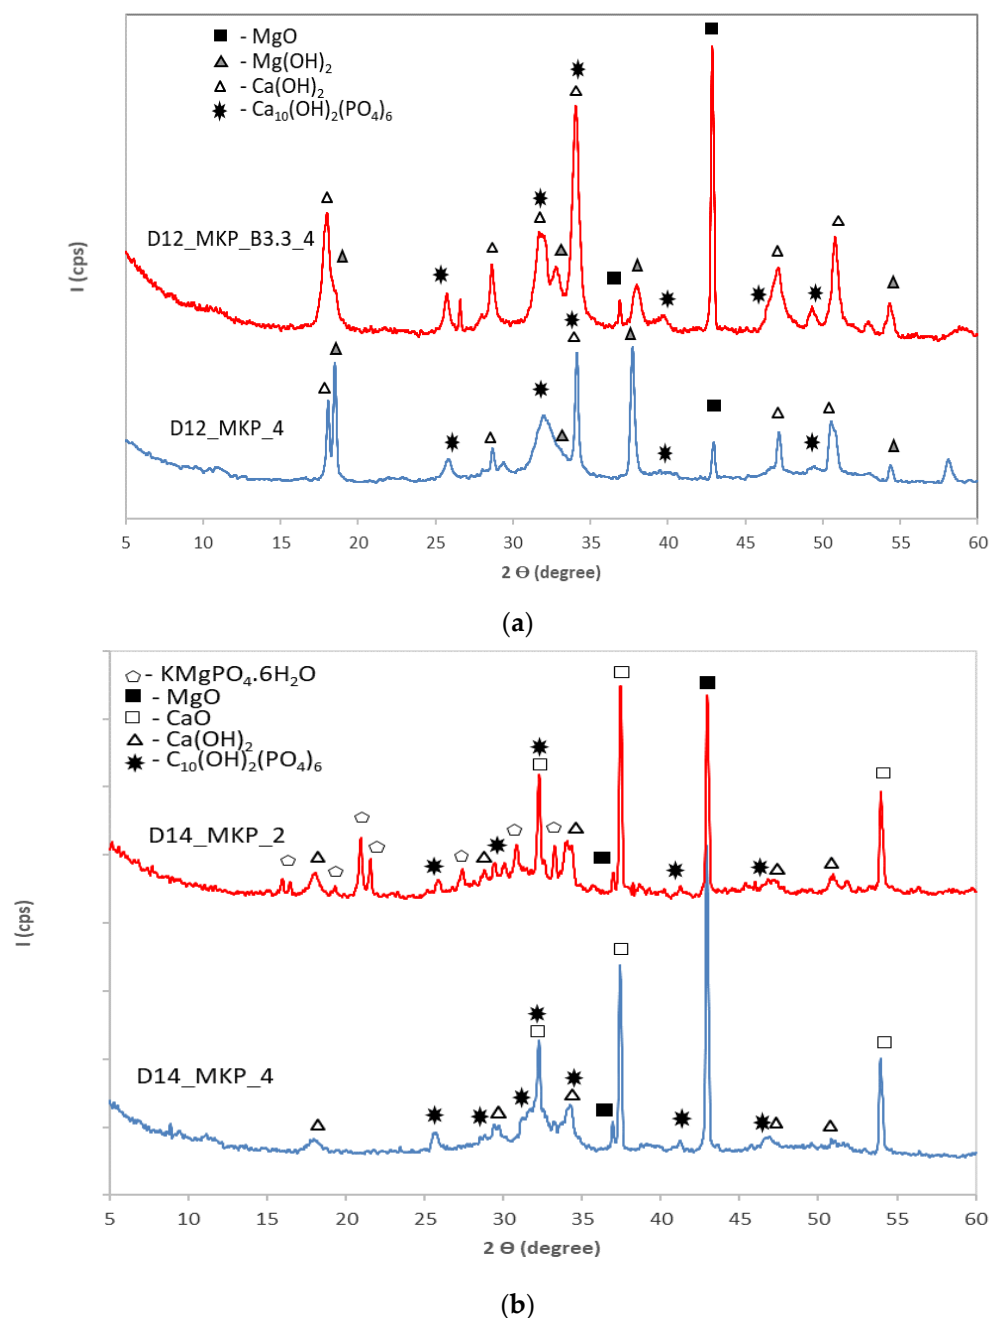 - MgO
- Mg(OH)₂
- Ca(OH)₂
- Ca₁₀(OH)₂(PO₄)₆
D12_MKP_B3.3_4
I (cps)
D12_MKP_4
5 10 15 20 25 30 35 40 45 50 55 60
2 ϴ (degree)
(a)
- KMgPO₄.6H₂O
- MgO
- CaO
- Ca(OH)₂
- C₁₀(OH)₂(PO₄)₆
D14_MKP_2
I (cps)
D14_MKP_4
5 10 15 20 25 30 35 40 45 50 55 60
2 ϴ (degree)
(b)